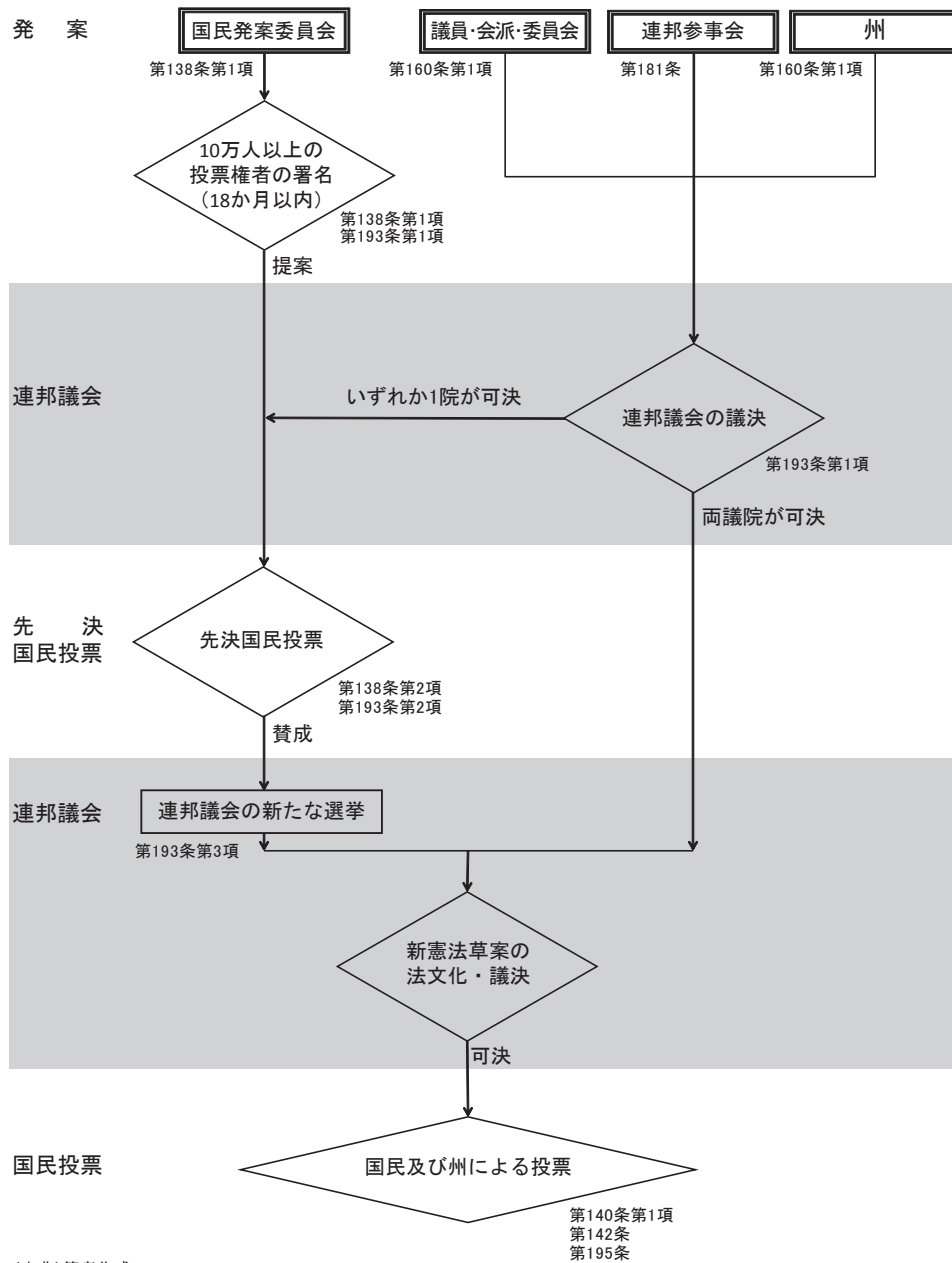 発　案
国民発案委員会
議員･会派･委員会
連邦参事会
州
第138条第1項
第160条第1項
第181条
第160条第1項
10万人以上の
投票権者の署名
（18か月以内）
第138条第1項
第193条第1項
提案
連邦議会
いずれか1院が可決
連邦議会の議決
第193条第1項
両議院が可決
先　　決
国民投票
先決国民投票
第138条第2項
第193条第2項
賛成
連邦議会
連邦議会の新たな選挙
第193条第3項
新憲法草案の
法文化・議決
可決
国民投票
国民及び州による投票
第140条第1項
第142条
第195条